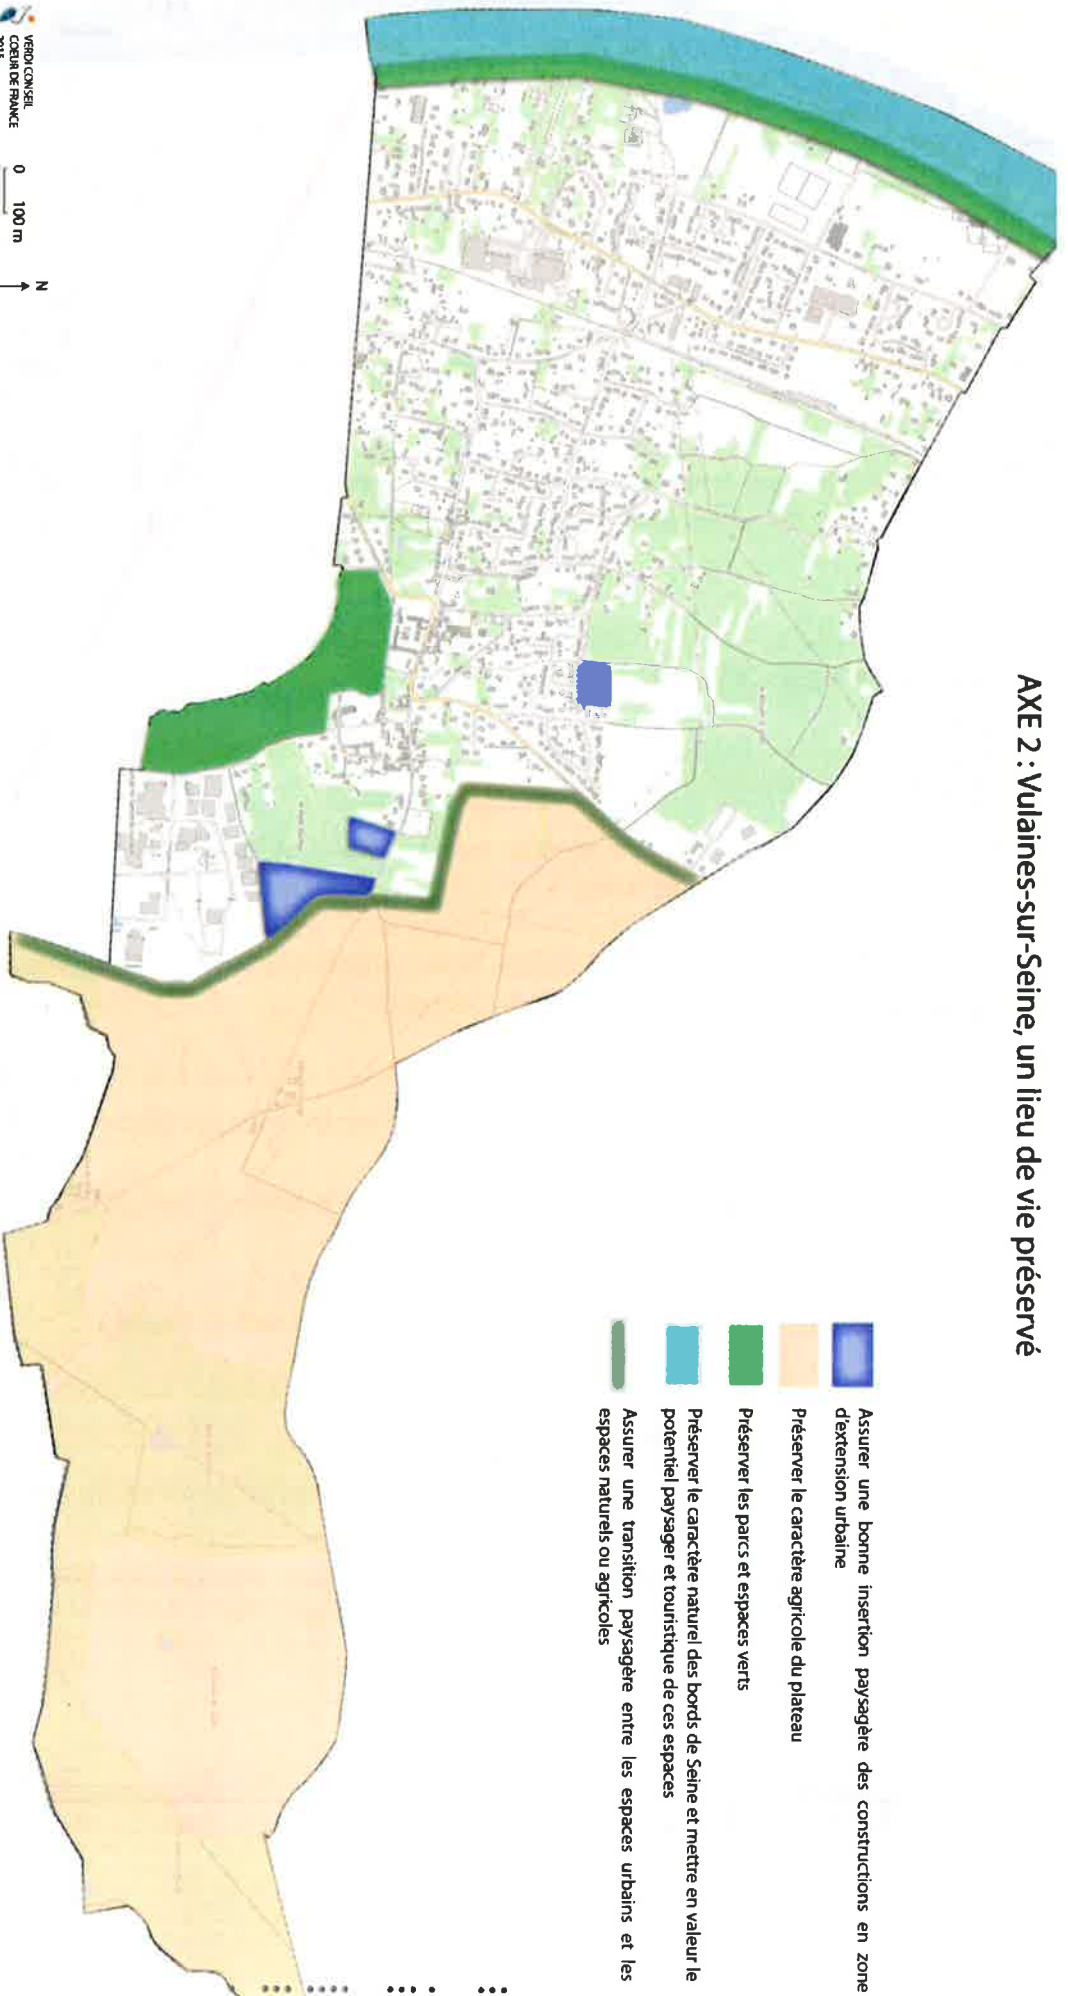 AXE 2 : Vulaines-sur-Seine, un lieu de vie préservé
Assurer une bonne insertion paysagère des constructions en zone
d'extension urbaine
Préserver le caractère agricole du plateau
Préserver les parcs et espaces verts
Préserver le caractère naturel des bords de Seine et mettre en valeur le
potentiel paysager et touristique de ces espaces
Assurer une transition paysagère entre les espaces urbains et les
espaces naturels ou agricoles
VERDI CONSEIL
COEUR DE FRANCE
2015
0 100 m
N